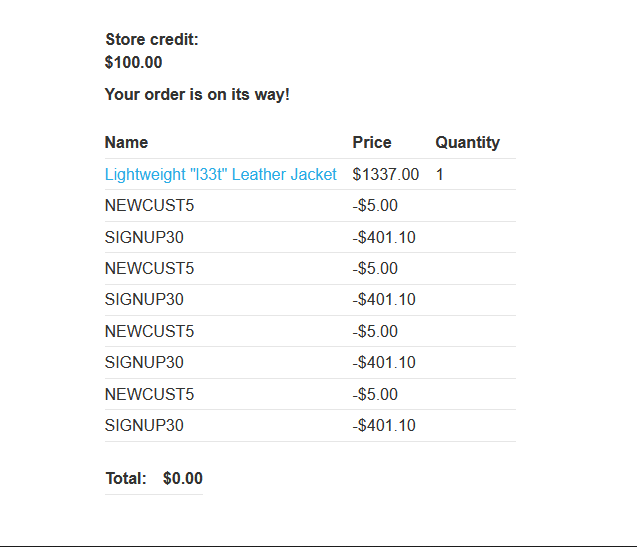 Store credit:
$100.00
Your order is on its way!
Name Price Quantity
Lightweight "l33t" Leather Jacket $1337.00 1
NEWCUST5 -$5.00
SIGNUP30 -$401.10
NEWCUST5 -$5.00
SIGNUP30 -$401.10
NEWCUST5 -$5.00
SIGNUP30 -$401.10
NEWCUST5 -$5.00
SIGNUP30 -$401.10
Total: $0.00